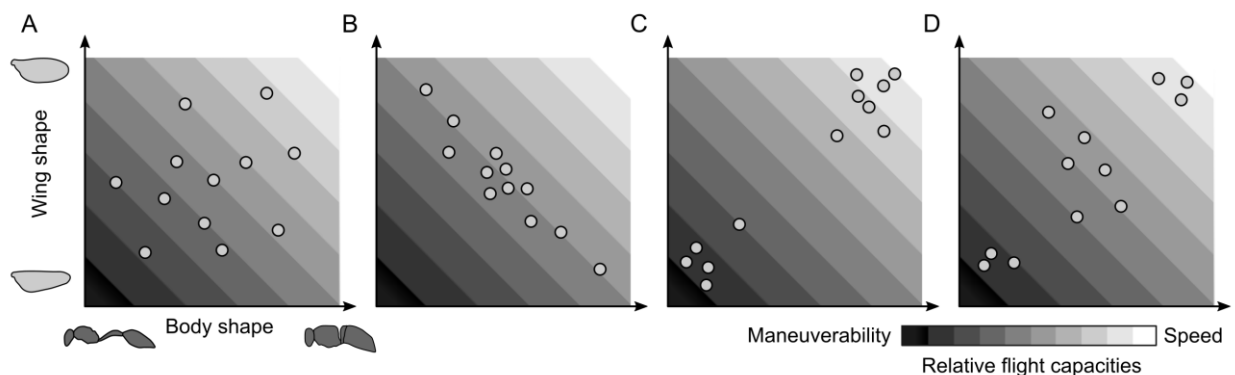 A
B
C
D
Wing shape
Body shape
Maneuverability
Speed
Relative flight capacities